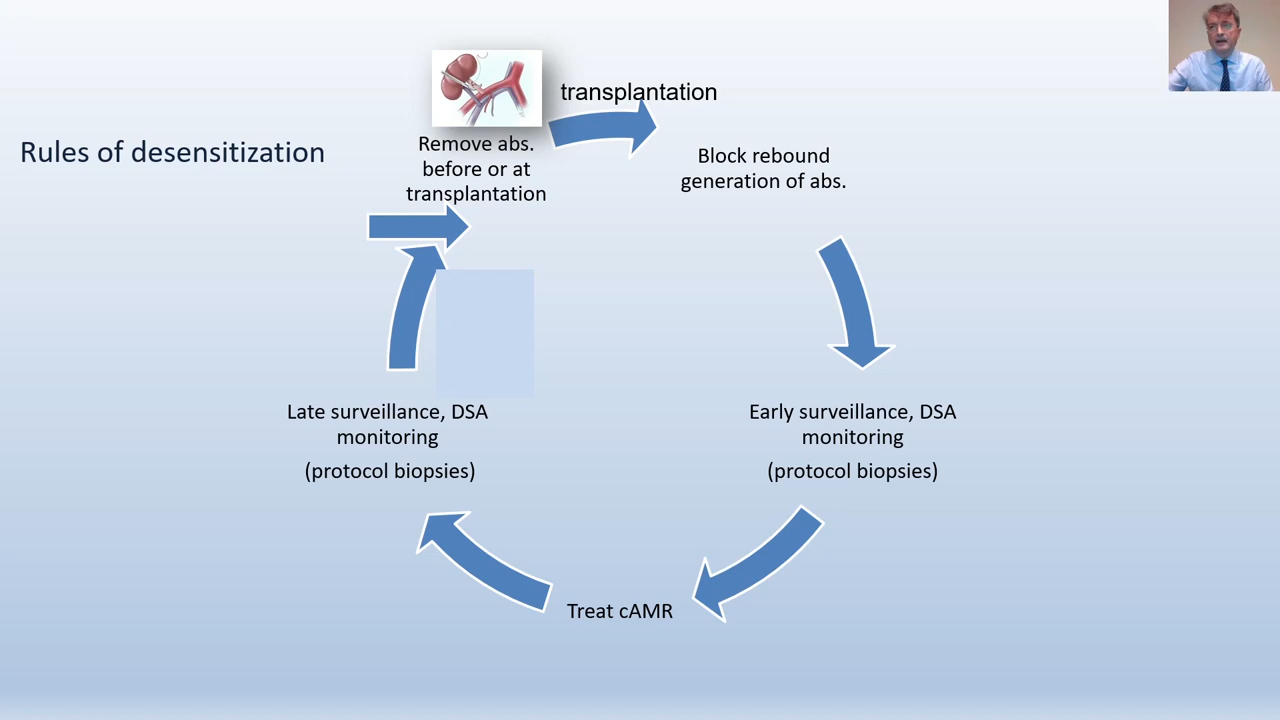 Rules of desensitization
transplantation
Remove abs.
before or at
transplantation
Block rebound
generation of abs.
Early surveillance, DSA
monitoring
(protocol biopsies)
Treat cAMR
Late surveillance, DSA
monitoring
(protocol biopsies)